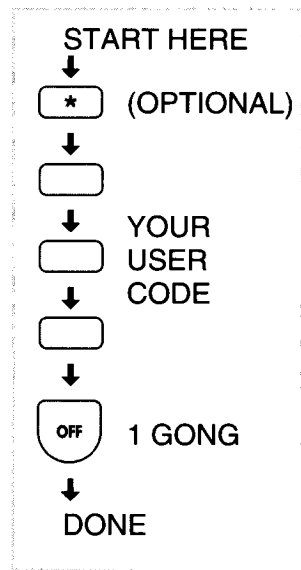 START HERE
* (OPTIONAL)
YOUR
USER
CODE
OFF 1 GONG
DONE